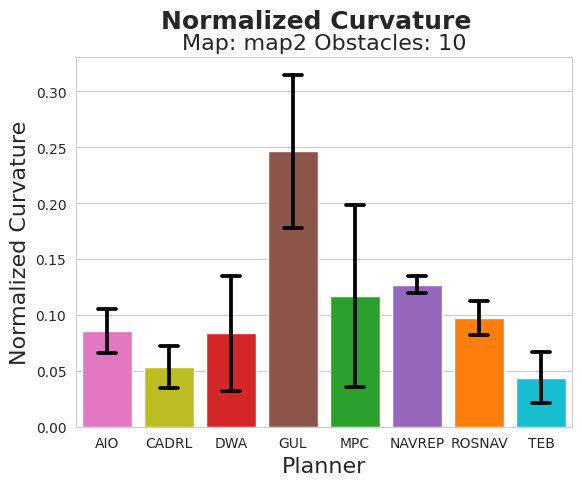 Normalized Curvature
Map: map2 Obstacles: 10
Normalized Curvature
0.30
0.25
0.20
0.15
0.10
0.05
0.00
AIO CADRL DWA GUL MPC NAVREP ROSNAV TEB
Planner